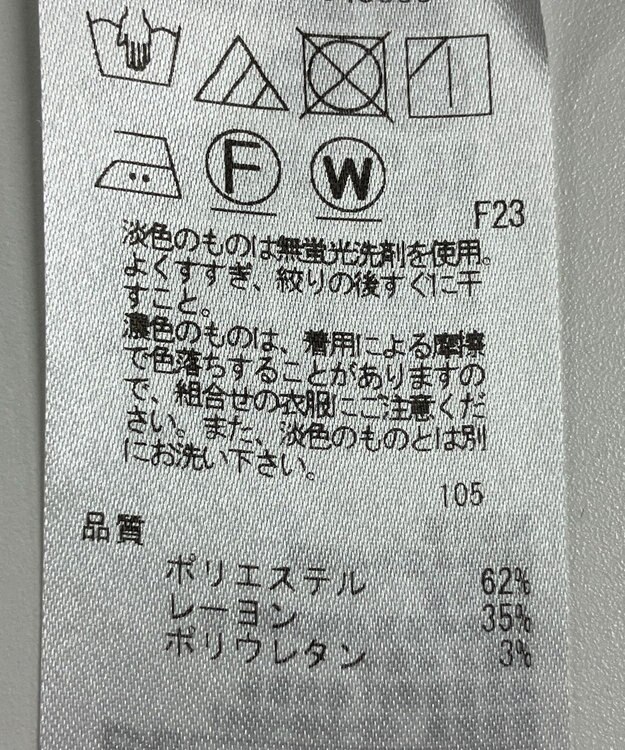 F
W
F23
淡色のものは無蛍光洗剤を使用。
よくすすぎ、絞りの後すぐに干
すこと。
濃色のものは、着用による摩擦
で色落ちすることがありますの
で、組合せの衣服にご注意くだ
さい。また、淡色のものとは別
にお洗い下さい。
105
品質
ポリエステル 62%
レーヨン 35%
ポリウレタン 3%